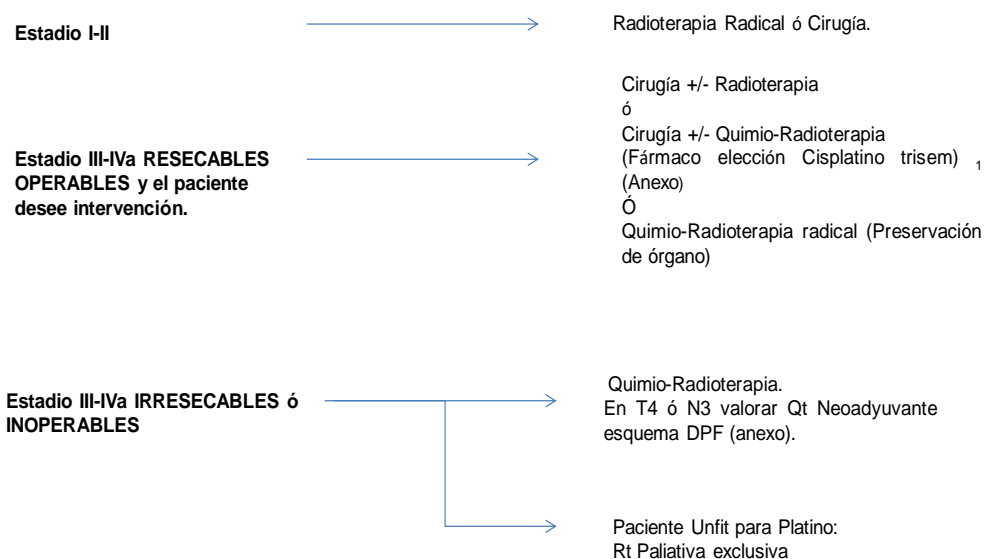 Estadio I-II
Radioterapia Radical ó Cirugía.
Estadio III-IVa RESECABLES
OPERABLES y el paciente
desee intervención.
Cirugía +/- Radioterapia
ó
Cirugía +/- Quimio-Radioterapia
(Fármaco elección Cisplatino trisem) 1
(Anexo)
Ó
Quimio-Radioterapia radical (Preservación
de órgano)
Estadio III-IVa IRRESECABLES ó
INOPERABLES
Quimio-Radioterapia.
En T4 ó N3 valorar Qt Neoadyuvante
esquema DPF (anexo).
Paciente Unfit para Platino:
Rt Paliativa exclusiva